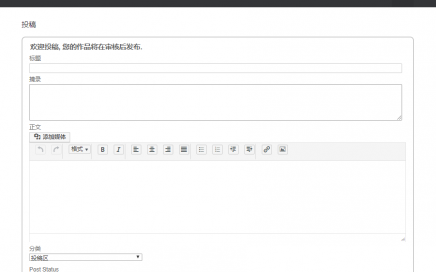 投稿
欢迎投稿, 您的作品将在审核后发布.
标题
摘录
正文
添加媒体
格式
B I
分类
投稿区
Post Status